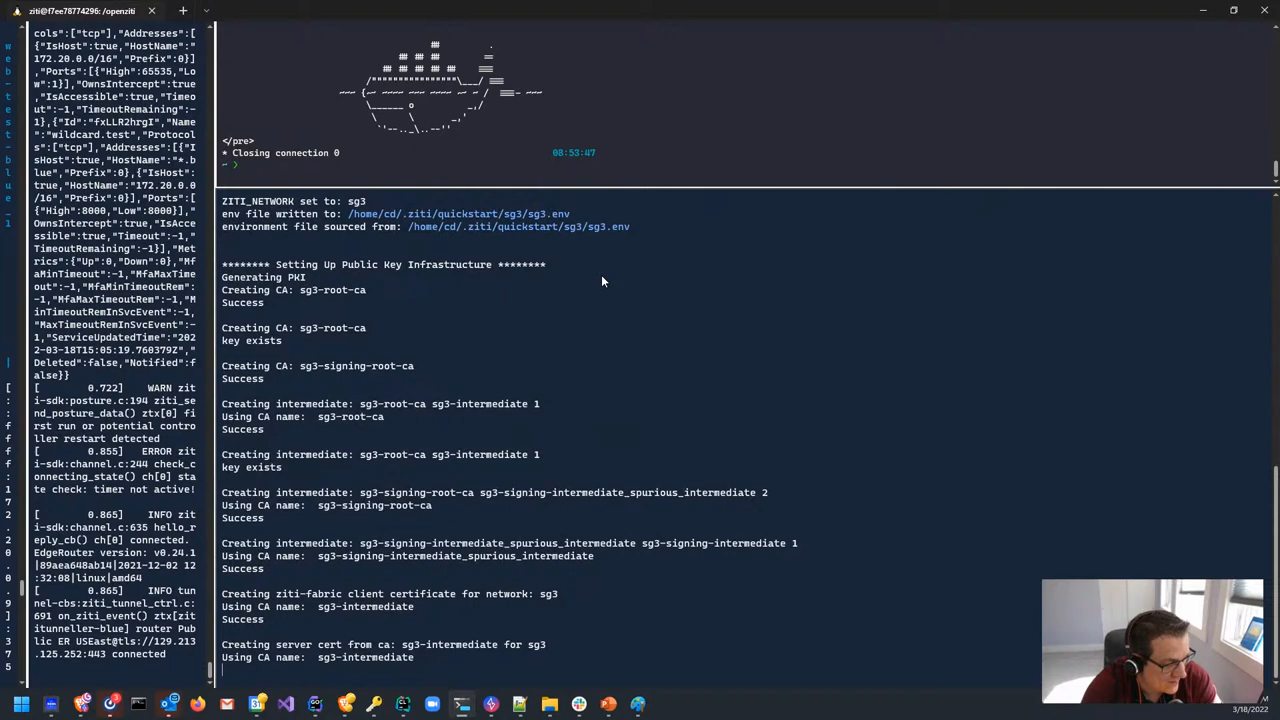 ziti@f7ee78774296: /openziti
cols":["tcp"],"Addresses":[
{"IsHost":true,"HostName":"
172.20.0.0/16","Prefix":0}]
,"Ports":[{"High":65535,"Lo
w":1}],"OwnsIntercept":true
,"IsAccessible":true,"Timeo
ut":-1,"TimeoutRemaining":-
1},{"Id":"fxLLR2hrgI","Name
":"wildcard.test","Protocol
s":["tcp"],"Addresses":[{"I
sHost":true,"HostName":"*.b
lue","Prefix":0},{"IsHost":
true,"HostName":"172.20.0.0
/16","Prefix":0}],"Ports":[
{"High":8000,"Low":8000}],"
OwnsIntercept":true,"IsAcce
ssible":true,"Timeout":-1,"
TimeoutRemaining":-1}],"Met
rics":{"Up":0,"Down":0},"Mf
aMinTimeout":-1,"MfaMaxTime
out":-1,"MfaMinTimeoutRem":
-1,"MfaMaxTimeoutRem":-1,"M
inTimeoutRemInSvcEvent":-1,
"MaxTimeoutRemInSvcEvent":-
1,"ServiceUpdatedTime":"202
2-03-18T15:05:19.760379Z","
Deleted":false,"Notified":f
alse}}
[       0.722]    WARN zit
i-sdk:posture.c:194 ziti_se
nd_posture_data() ztx[0] fi
rst run or potential contro
ller restart detected
[       0.855]   ERROR zit
i-sdk:channel.c:244 check_c
onnecting_state() ch[0] sta
te check: timer not active!
[       0.865]    INFO zit
i-sdk:channel.c:635 hello_r
eply_cb() ch[0] connected.
EdgeRouter version: v0.24.1
|89aea648ab14|2021-12-02 12
:32:08|linux|amd64
[       0.865]    INFO tun
nel-cbs:ziti_tunnel_ctrl.c:
691 on_ziti_event() ztx[zit
itunneller-blue] router Pub
lic ER USEast@tls://129.213
.125.252:443 connected
</pre>
* Closing connection 0
08:53:47
~ ❯
ZITI_NETWORK set to: sg3
env file written to: /home/cd/.ziti/quickstart/sg3/sg3.env
environment file sourced from: /home/cd/.ziti/quickstart/sg3/sg3.env
******** Setting Up Public Key Infrastructure ********
Generating PKI
Creating CA: sg3-root-ca
Success
Creating CA: sg3-root-ca
key exists
Creating CA: sg3-signing-root-ca
Success
Creating intermediate: sg3-root-ca sg3-intermediate 1
Using CA name:  sg3-root-ca
Success
Creating intermediate: sg3-root-ca sg3-intermediate 1
key exists
Creating intermediate: sg3-signing-root-ca sg3-signing-intermediate_spurious_intermediate 2
Using CA name:  sg3-signing-root-ca
Success
Creating intermediate: sg3-signing-intermediate_spurious_intermediate sg3-signing-intermediate 1
Using CA name:  sg3-signing-intermediate_spurious_intermediate
Success
Creating ziti-fabric client certificate for network: sg3
Using CA name:  sg3-intermediate
Success
Creating server cert from ca: sg3-intermediate for sg3
Using CA name:  sg3-intermediate
3/18/2022